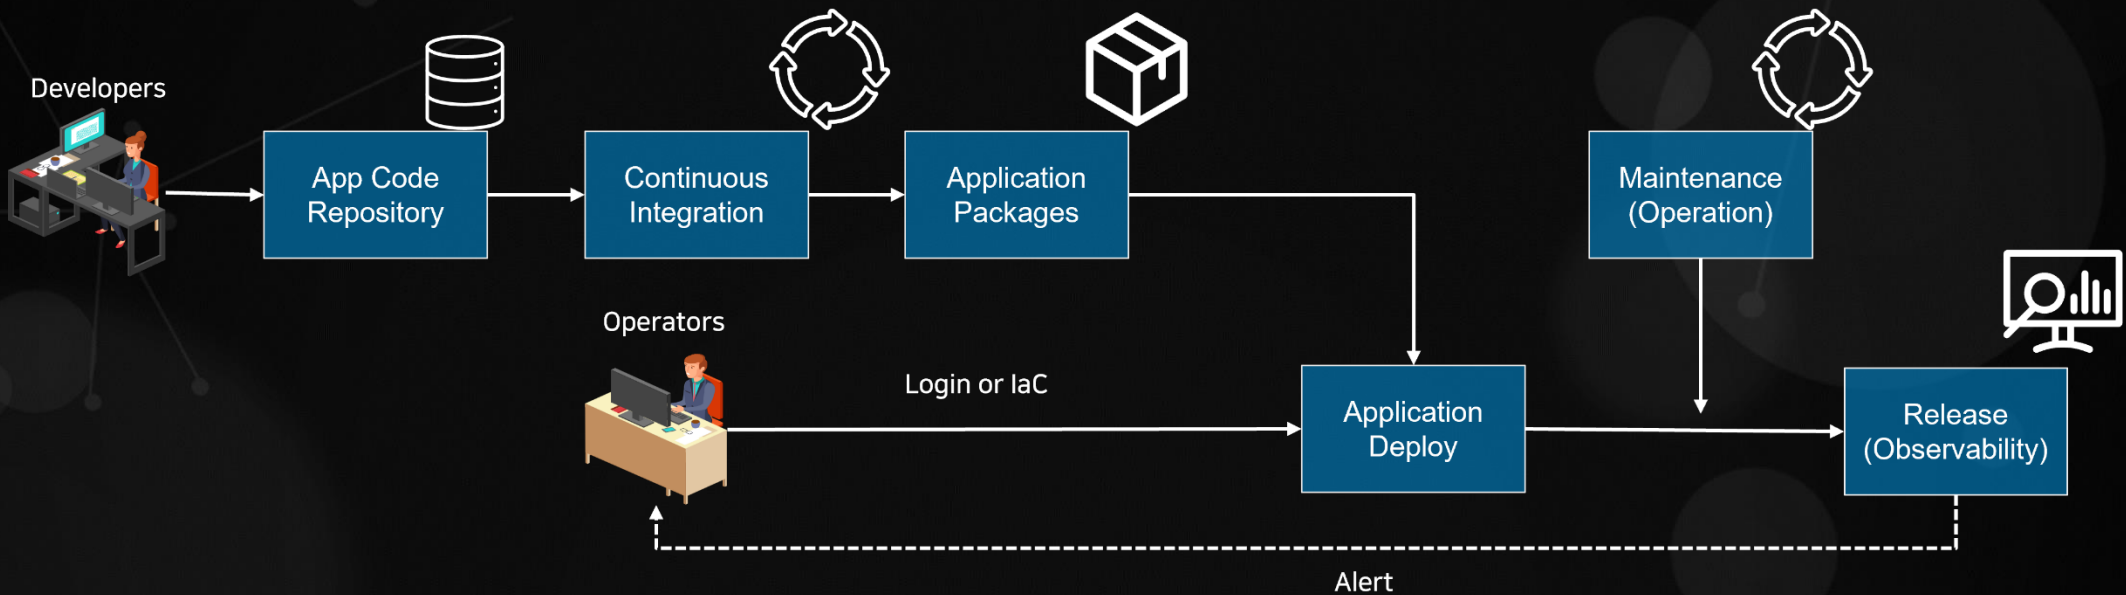 Developers
App Code
Repository
Continuous
Integration
Application
Packages
Maintenance
(Operation)
Operators
Login or IaC
Application
Deploy
Release
(Observability)
Alert